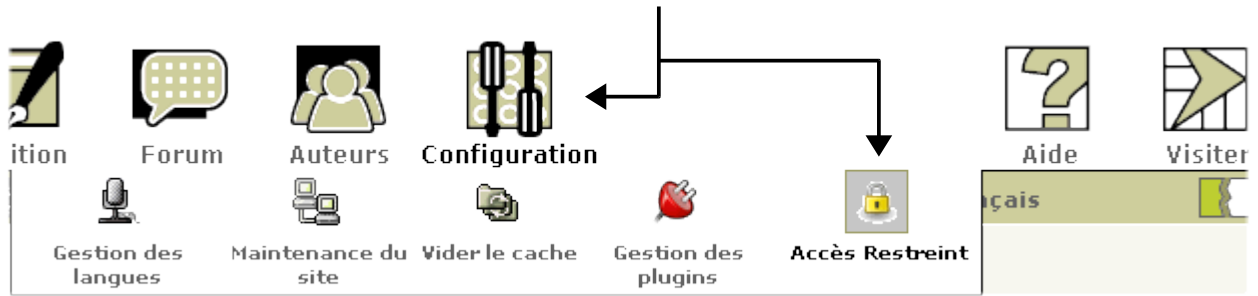 ition Forum Auteurs Configuration Aide Visiter
nçais
Gestion des langues
Maintenance du site
Vider le cache
Gestion des plugins
Accès Restreint